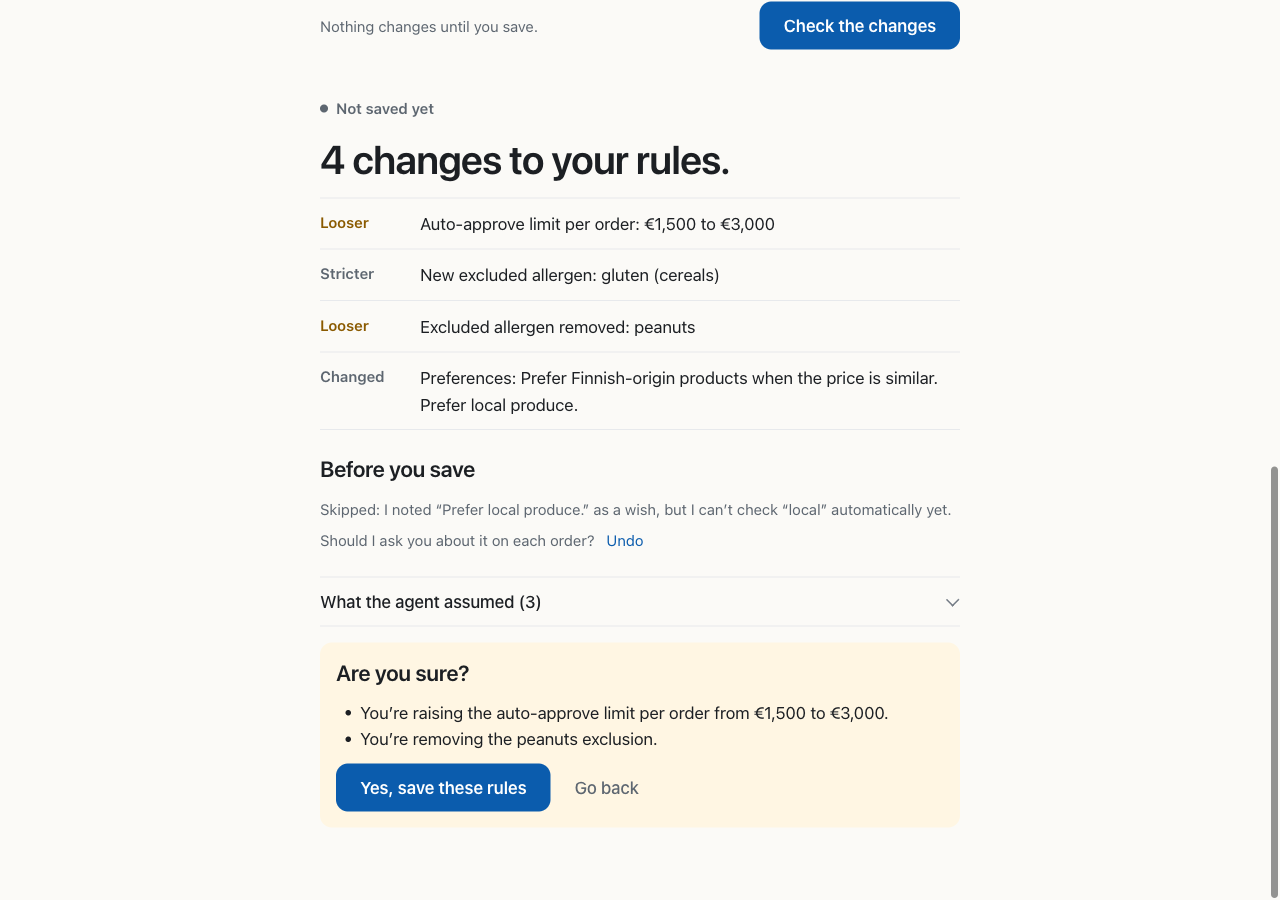 Nothing changes until you save.
Check the changes
Not saved yet
4 changes to your rules.
Looser
Auto-approve limit per order: €1,500 to €3,000
Stricter
New excluded allergen: gluten (cereals)
Looser
Excluded allergen removed: peanuts
Changed
Preferences: Prefer Finnish-origin products when the price is similar.
Prefer local produce.
Before you save
Skipped: I noted “Prefer local produce.” as a wish, but I can’t check “local” automatically yet.
Should I ask you about it on each order? Undo
What the agent assumed (3)
Are you sure?
• You’re raising the auto-approve limit per order from €1,500 to €3,000.
• You’re removing the peanuts exclusion.
Yes, save these rules
Go back